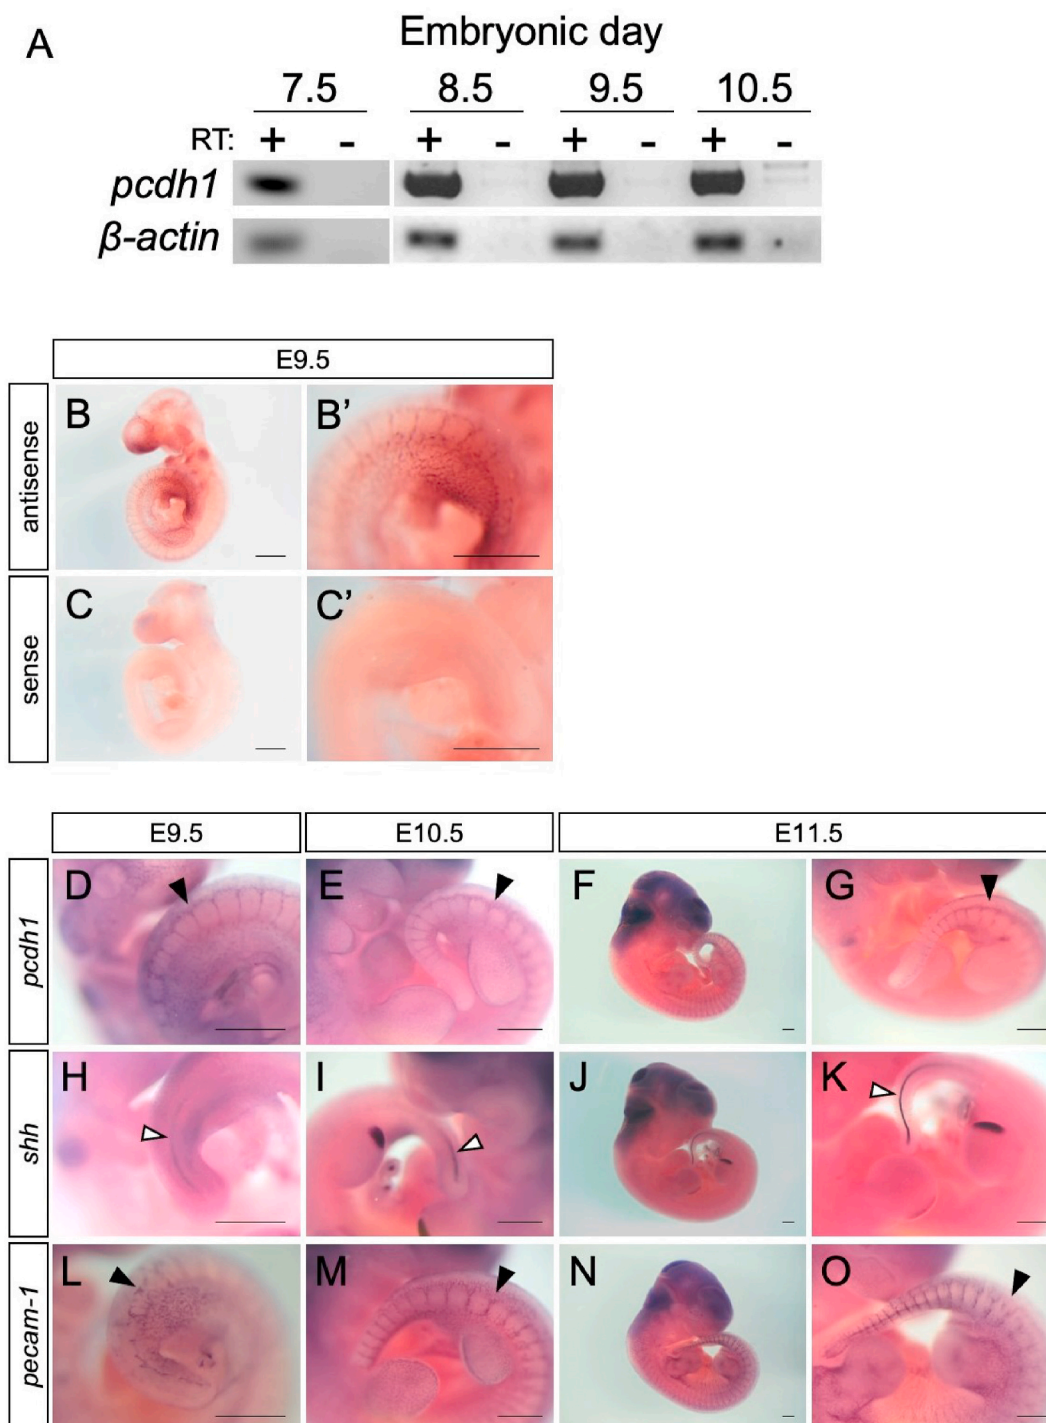 A
Embryonic day
7.5 8.5 9.5 10.5
RT: + - + - + - + -
pcdh1
β-actin
E9.5
antisense
B B’
sense
C C’
E9.5 E10.5 E11.5
pcdh1
D E F G
shh
H I J K
pecam-1
L M N O